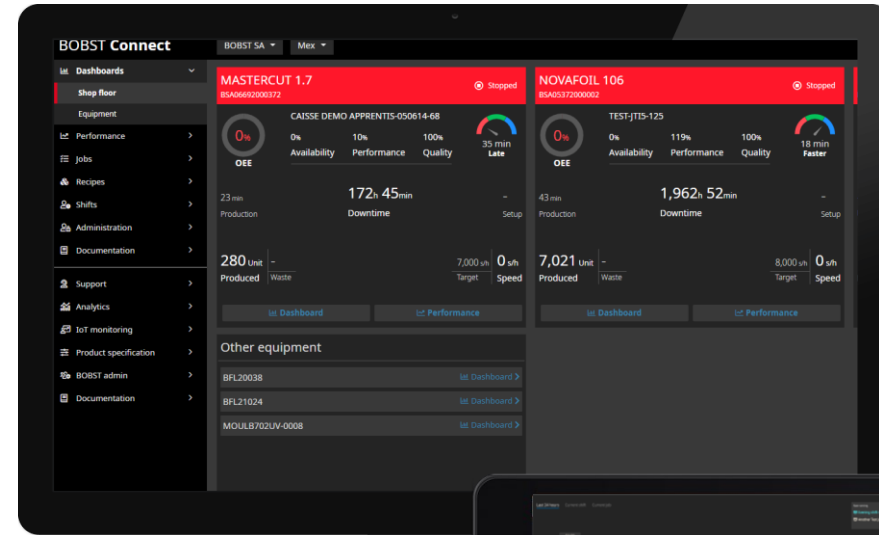 BOBST Connect
BOBST SA
Mex
Dashboards
Shop floor
Equipment
Performance
Jobs
Recipes
Shifts
Administration
Documentation
Support
Analytics
IoT monitoring
Product specification
BOBST admin
Documentation
MASTERCUT 1.7
BSA06692000372
Stopped
CAISSE DEMO APPRENTIS-050614-68
0%
OEE
0% 10% 100%
Availability Performance Quality
35 min
Late
23 min 172h 45min –
Production Downtime Setup
280 Unit – 7,000 s/h 0 s/h
Produced Waste Target Speed
Dashboard Performance
NOVAFOIL 106
BSA05372000002
Stopped
TEST-JTI5-125
0%
OEE
0% 119% 100%
Availability Performance Quality
18 min
Faster
43 min 1,962h 52min –
Production Downtime Setup
7,021 Unit – 8,000 s/h 0 s/h
Produced Waste Target Speed
Dashboard Performance
Other equipment
BFL20038 Dashboard
BFL21024 Dashboard
MOULB702UV-0008 Dashboard